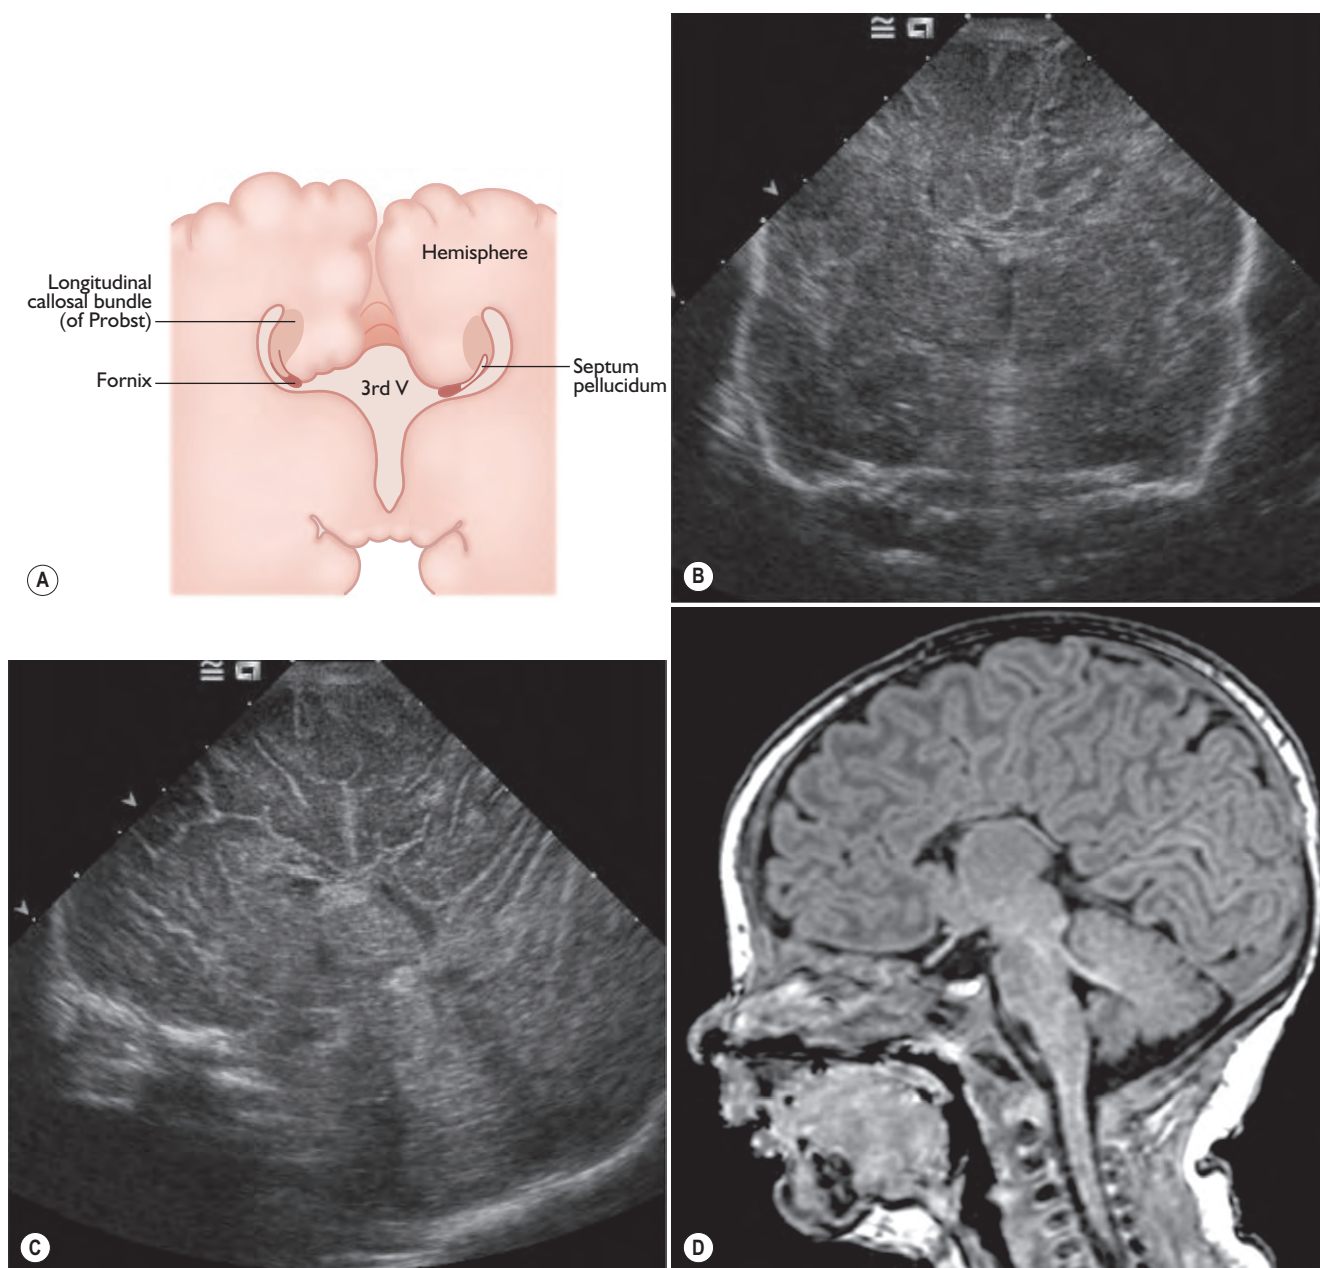 Hemisphere
Longitudinal
callosal bundle
(of Probst)
Fornix
3rd V
Septum
pellucidum
A
B
C
D